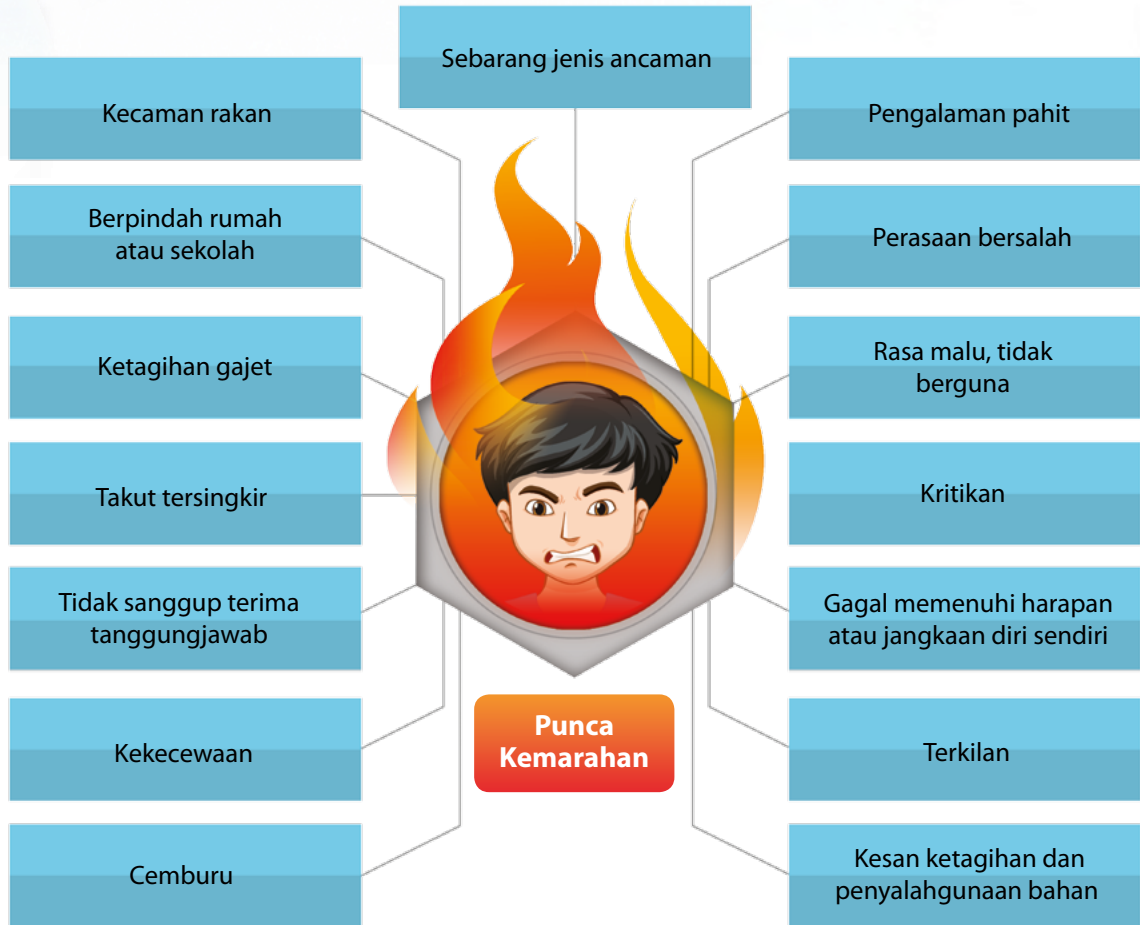 Sebarang jenis ancaman
Kecaman rakan
Berpindah rumah
atau sekolah
Ketagihan gajet
Takut tersingkir
Tidak sanggup terima
tanggungjawab
Kekecewaan
Cemburu
Pengalaman pahit
Perasaan bersalah
Rasa malu, tidak
berguna
Kritikan
Gagal memenuhi harapan
atau jangkaan diri sendiri
Terkilan
Kesan ketagihan dan
penyalahgunaan bahan
Punca
Kemarahan